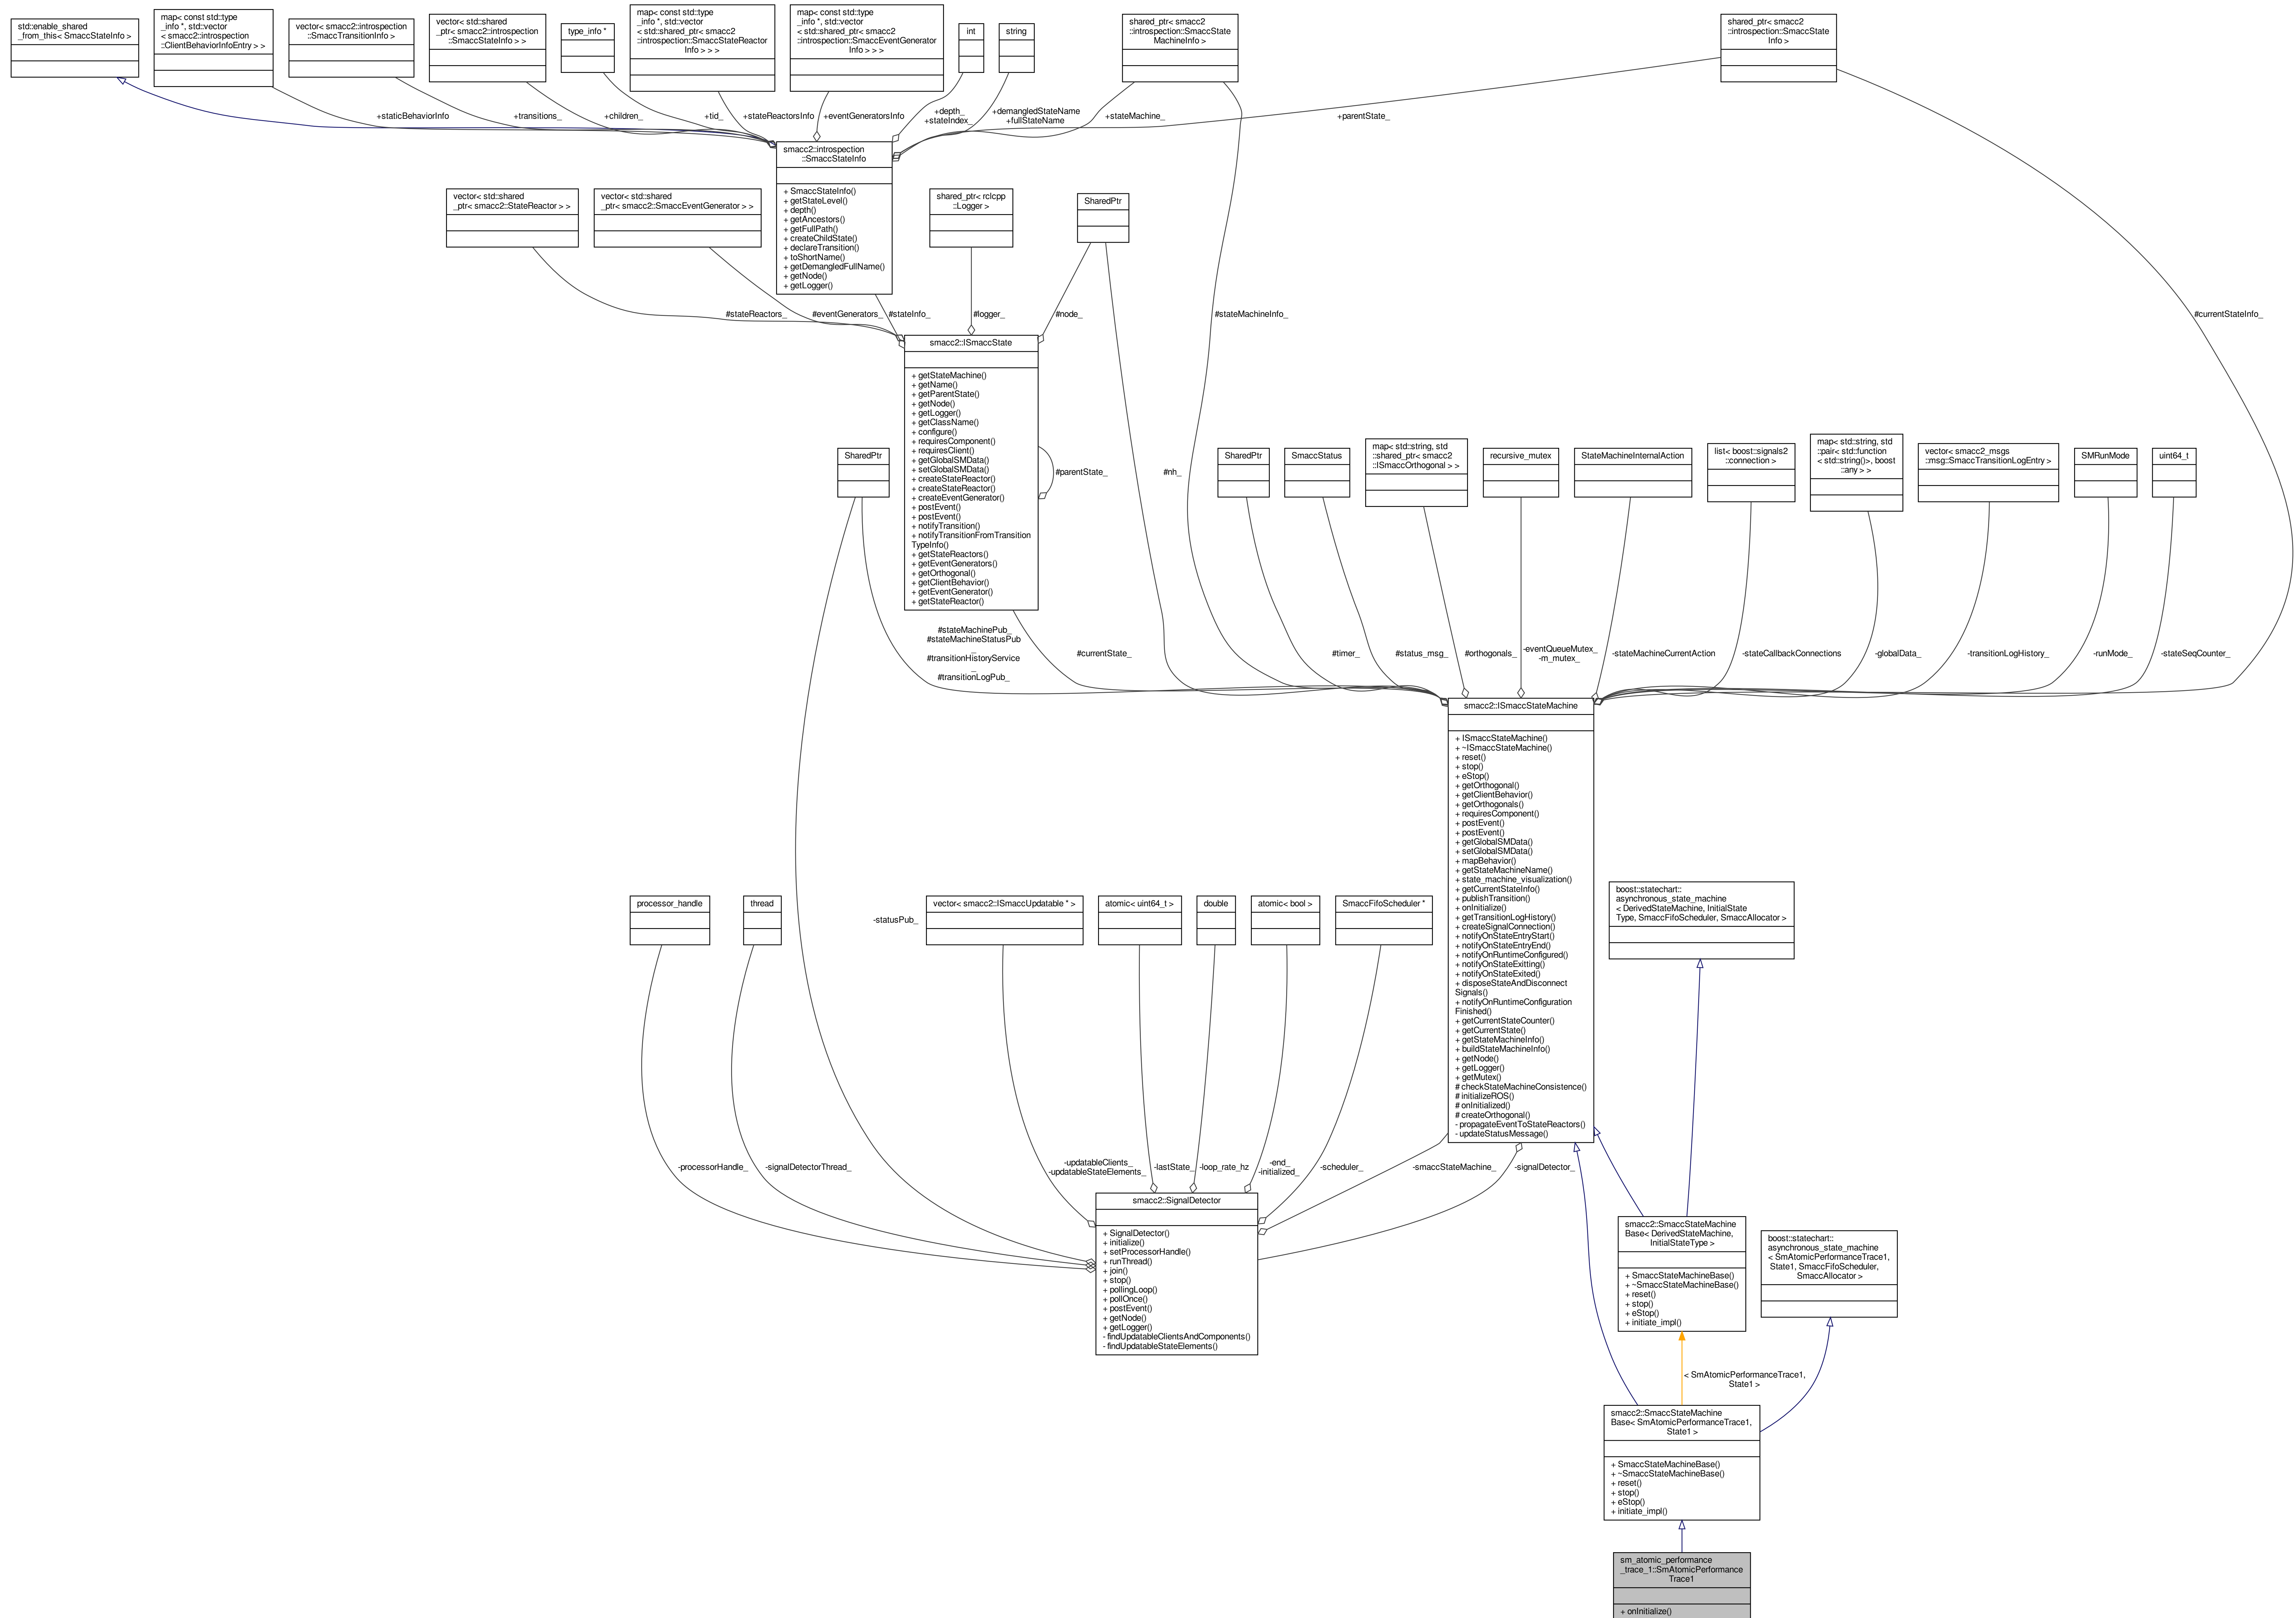 std::enable_shared
_from_this< SmaccStateInfo >
map< const std::type
_info *, std::vector
< smacc2::introspection
::ClientBehaviorInfoEntry > >
vector< smacc2::introspection
::SmaccTransitionInfo >
vector< std::shared
_ptr< smacc2::introspection
::SmaccStateInfo > >
type_info *
map< const std::type
_info *, std::vector
< std::shared_ptr< smacc2
::introspection::SmaccStateReactor
Info > > >
map< const std::type
_info *, std::vector
< std::shared_ptr< smacc2
::introspection::SmaccEventGenerator
Info > > >
int
string
shared_ptr< smacc2
::introspection::SmaccState
MachineInfo >
shared_ptr< smacc2
::introspection::SmaccState
Info >
+staticBehaviorInfo
+transitions_
+children_
+tid_
+stateReactorsInfo
+eventGeneratorsInfo
+depth_
+stateIndex_
+demangledStateName
+fullStateName
+stateMachine_
+parentState_
smacc2::introspection
::SmaccStateInfo
+ SmaccStateInfo()
+ getStateLevel()
+ depth()
+ getAncestors()
+ getFullPath()
+ createChildState()
+ declareTransition()
+ toShortName()
+ getDemangledFullName()
+ getNode()
+ getLogger()
vector< std::shared
_ptr< smacc2::StateReactor > >
vector< std::shared
_ptr< smacc2::SmaccEventGenerator > >
shared_ptr< rclcpp
::Logger >
SharedPtr
#stateReactors_
#eventGenerators_
#stateInfo_
#logger_
#node_
#stateMachineInfo_
#currentStateInfo_
smacc2::ISmaccState
+ getStateMachine()
+ getName()
+ getParentState()
+ getNode()
+ getLogger()
+ getClassName()
+ configure()
+ requiresComponent()
+ requiresClient()
+ getGlobalSMData()
+ setGlobalSMData()
+ createStateReactor()
+ createStateReactor()
+ createEventGenerator()
+ postEvent()
+ postEvent()
+ notifyTransition()
+ notifyTransitionFromTransition
TypeInfo()
+ getStateReactors()
+ getEventGenerators()
+ getOrthogonal()
+ getClientBehavior()
+ getEventGenerator()
+ getStateReactor()
#parentState_
#nh_
SharedPtr
SharedPtr
SmaccStatus
map< std::string, std
::shared_ptr< smacc2
::ISmaccOrthogonal > >
recursive_mutex
StateMachineInternalAction
list< boost::signals2
::connection >
map< std::string, std
::pair< std::function
< std::string()>, boost
::any > >
vector< smacc2_msgs
::msg::SmaccTransitionLogEntry >
SMRunMode
uint64_t
#stateMachinePub_
#stateMachineStatusPub
_
#transitionHistoryService
_
#transitionLogPub_
#currentState_
#timer_
#status_msg_
#orthogonals_
-eventQueueMutex_
-m_mutex_
-stateMachineCurrentAction
-stateCallbackConnections
-globalData_
-transitionLogHistory_
-runMode_
-stateSeqCounter_
smacc2::ISmaccStateMachine
+ ISmaccStateMachine()
+ ~ISmaccStateMachine()
+ reset()
+ stop()
+ eStop()
+ getOrthogonal()
+ getClientBehavior()
+ getOrthogonals()
+ requiresComponent()
+ postEvent()
+ postEvent()
+ getGlobalSMData()
+ setGlobalSMData()
+ mapBehavior()
+ getStateMachineName()
+ state_machine_visualization()
+ getCurrentStateInfo()
+ publishTransition()
+ onInitialize()
+ getTransitionLogHistory()
+ createSignalConnection()
+ notifyOnStateEntryStart()
+ notifyOnStateEntryEnd()
+ notifyOnRuntimeConfigured()
+ notifyOnStateExitting()
+ notifyOnStateExited()
+ disposeStateAndDisconnect
Signals()
+ notifyOnRuntimeConfiguration
Finished()
+ getCurrentStateCounter()
+ getCurrentState()
+ getStateMachineInfo()
+ buildStateMachineInfo()
+ getNode()
+ getLogger()
+ getMutex()
# checkStateMachineConsistence()
# initializeROS()
# onInitialized()
# createOrthogonal()
- propagateEventToStateReactors()
- updateStatusMessage()
processor_handle
thread
-statusPub_
vector< smacc2::ISmaccUpdatable * >
atomic< uint64_t >
double
atomic< bool >
SmaccFifoScheduler *
boost::statechart::
asynchronous_state_machine
< DerivedStateMachine, InitialState
Type, SmaccFifoScheduler, SmaccAllocator >
-processorHandle_
-signalDetectorThread_
-updatableClients_
-updatableStateElements_
-lastState_
-loop_rate_hz
-end_
-initialized_
-scheduler_
-smaccStateMachine_
-signalDetector_
smacc2::SignalDetector
+ SignalDetector()
+ initialize()
+ setProcessorHandle()
+ runThread()
+ join()
+ stop()
+ pollingLoop()
+ pollOnce()
+ postEvent()
+ getNode()
+ getLogger()
- findUpdatableClientsAndComponents()
- findUpdatableStateElements()
smacc2::SmaccStateMachine
Base< DerivedStateMachine,
InitialStateType >
+ SmaccStateMachineBase()
+ ~SmaccStateMachineBase()
+ reset()
+ stop()
+ eStop()
+ initiate_impl()
boost::statechart::
asynchronous_state_machine
< SmAtomicPerformanceTrace1,
State1, SmaccFifoScheduler,
SmaccAllocator >
< SmAtomicPerformanceTrace1,
State1 >
smacc2::SmaccStateMachine
Base< SmAtomicPerformanceTrace1,
State1 >
+ SmaccStateMachineBase()
+ ~SmaccStateMachineBase()
+ reset()
+ stop()
+ eStop()
+ initiate_impl()
sm_atomic_performance
_trace_1::SmAtomicPerformance
Trace1
+ onInitialize()